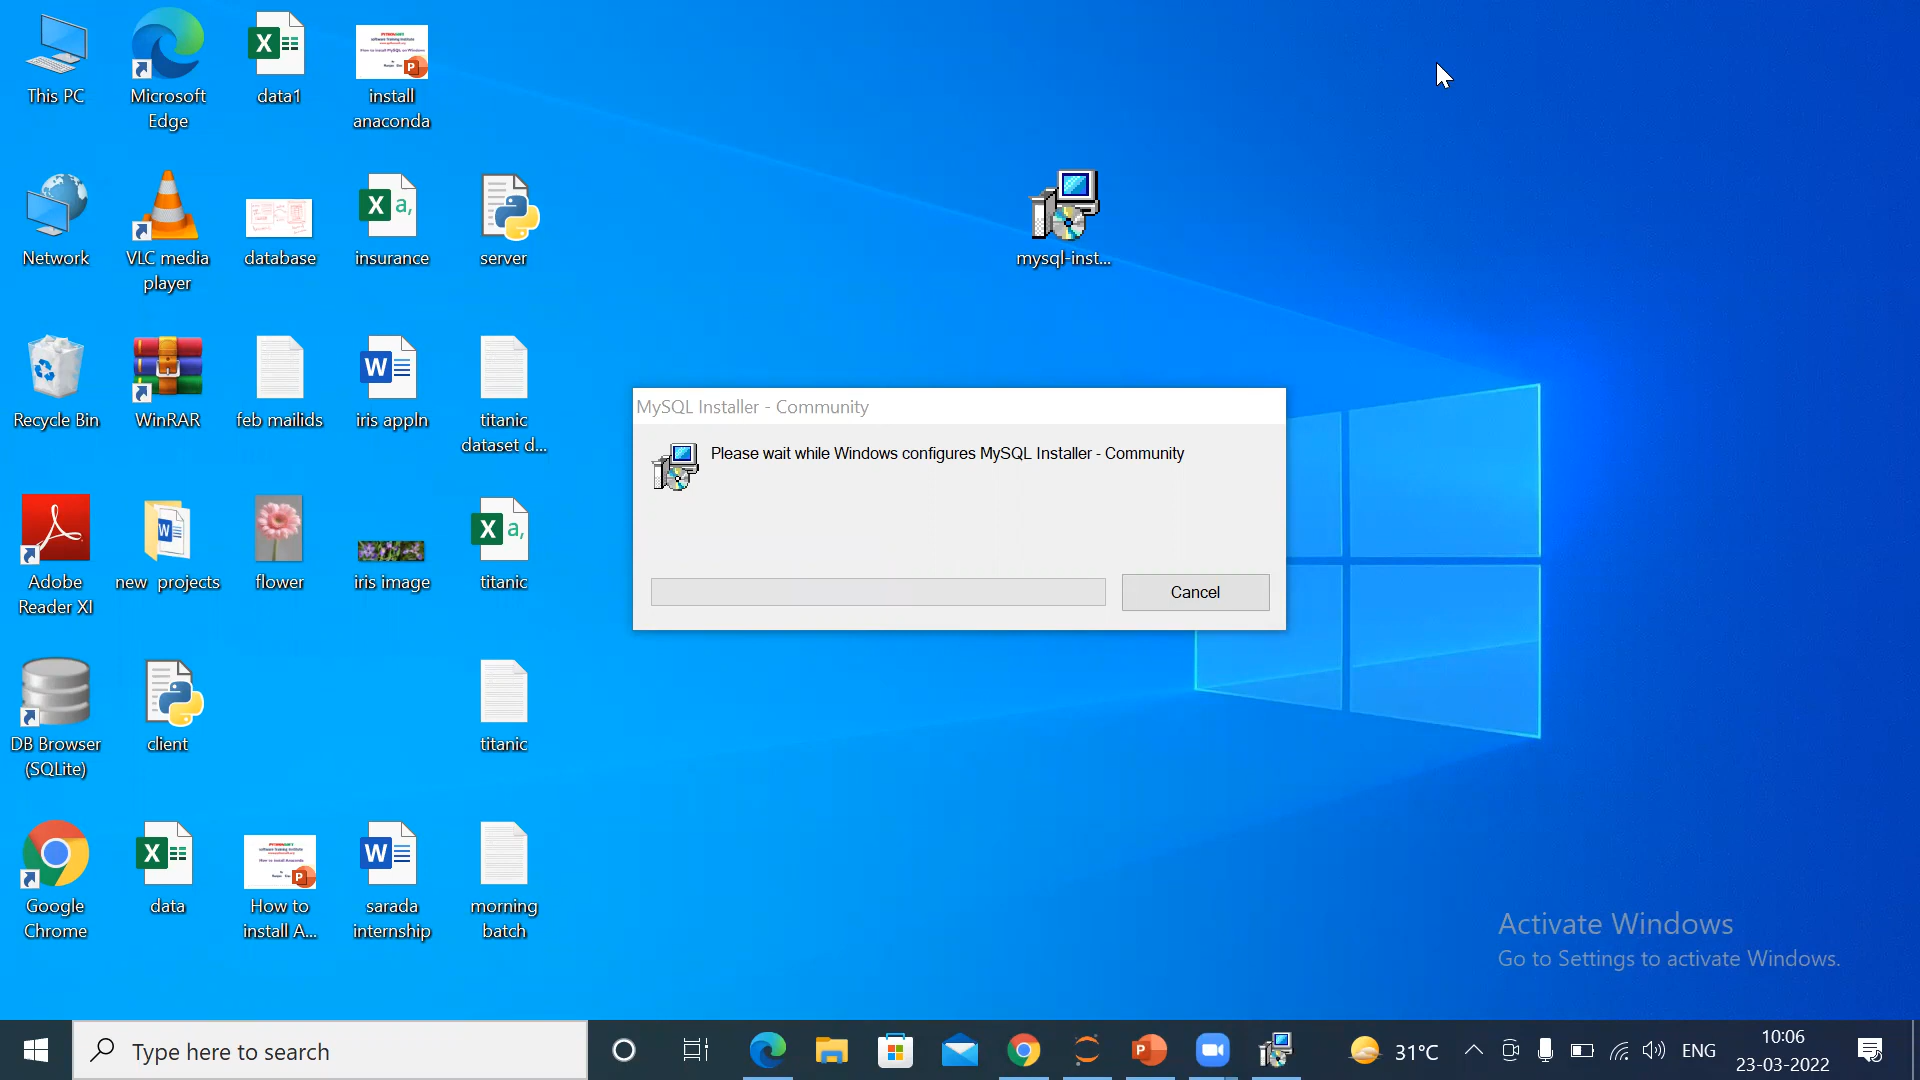 This PC
Microsoft
Edge
data1
install
anaconda
Network
VLC media
player
database
insurance
server
mysql-inst...
Recycle Bin
WinRAR
feb mailids
iris appln
titanic
dataset d...
MySQL Installer - Community
Please wait while Windows configures MySQL Installer - Community
Cancel
Adobe
Reader XI
new projects
flower
iris image
titanic
DB Browser
(SQLite)
client
titanic
Google
Chrome
data
How to
install A...
sarada
internship
morning
batch
Activate Windows
Go to Settings to activate Windows.
Type here to search
31°C
ENG
10:06
23-03-2022